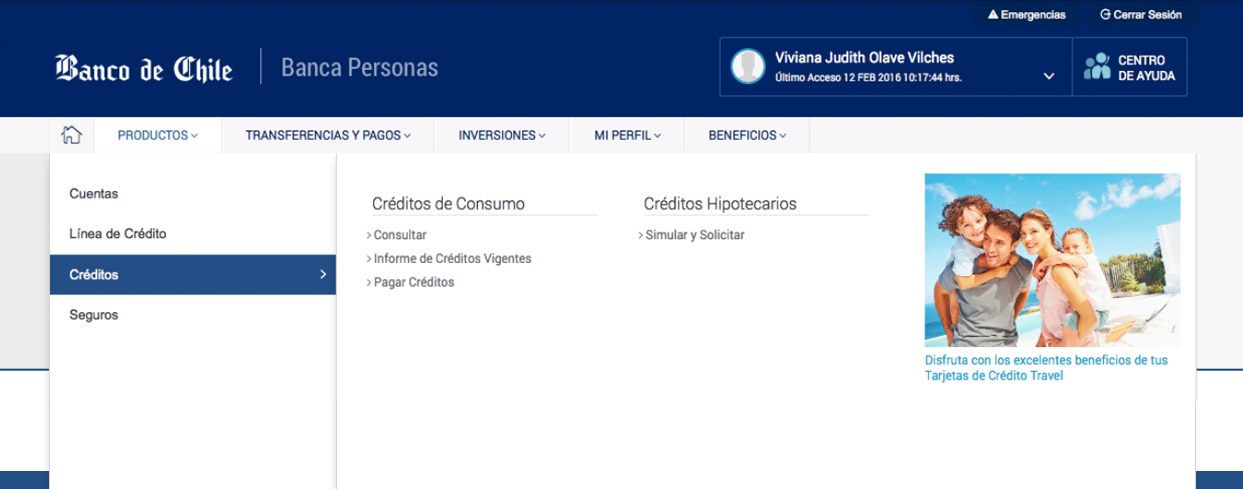 Emergencias
Cerrar Sesión
Banco de Chile
Banca Personas
Viviana Judith Olave Vilches
Último Acceso 12 FEB 2016 10:17:44 hrs.
CENTRO
DE AYUDA
PRODUCTOS
TRANSFERENCIAS Y PAGOS
INVERSIONES
MI PERFIL
BENEFICIOS
Cuentas
Línea de Crédito
Créditos
Seguros
Créditos de Consumo
Consultar
Informe de Créditos Vigentes
Pagar Créditos
Créditos Hipotecarios
Simular y Solicitar
Disfruta con los excelentes beneficios de tus
Tarjetas de Crédito Travel